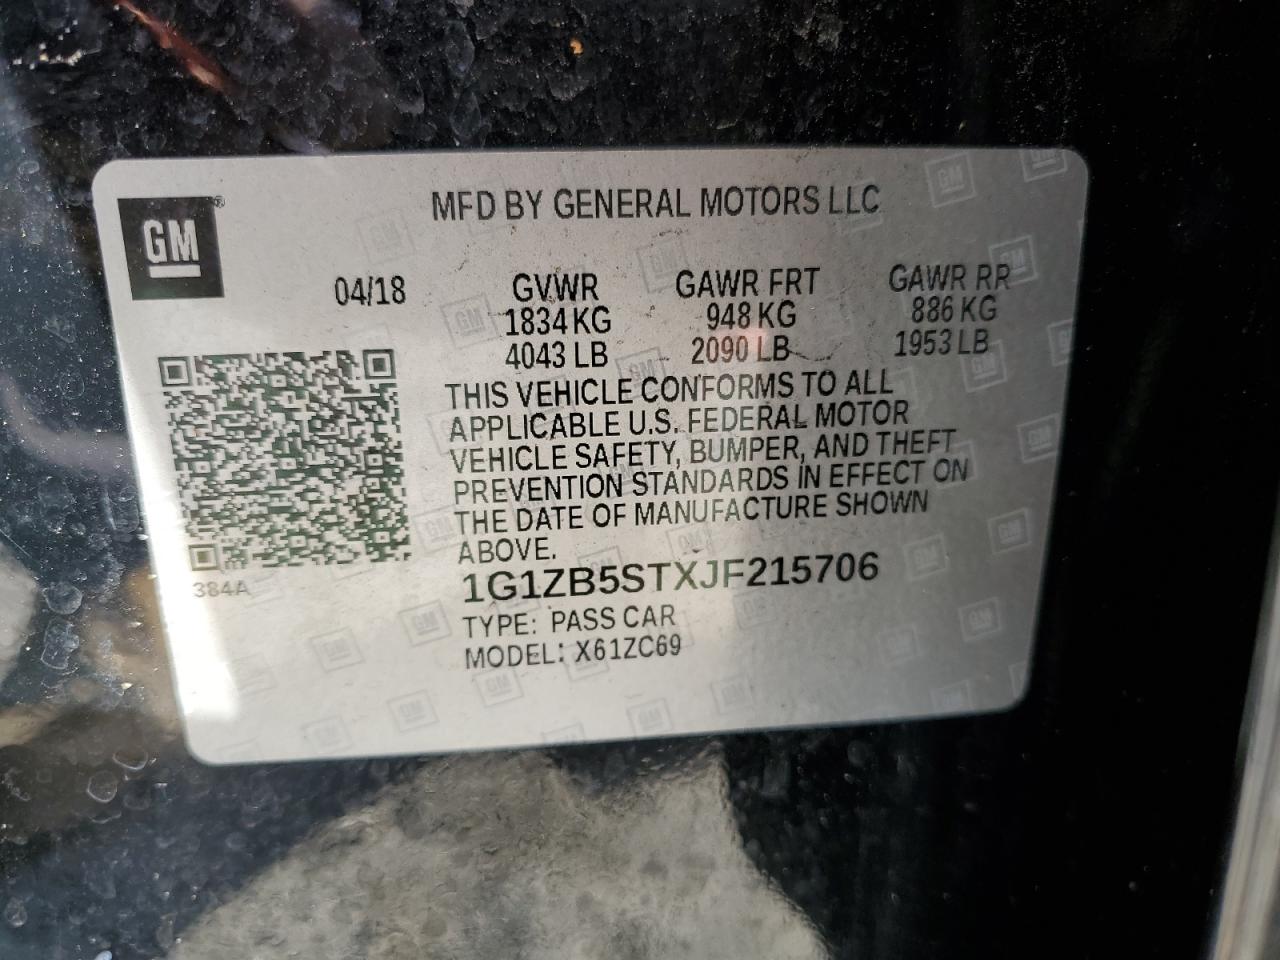 GM®
MFD BY GENERAL MOTORS LLC
04/18 GVWR GAWR FRT GAWR RR
1834 KG 948 KG 886 KG
4043 LB 2090 LB 1953 LB
THIS VEHICLE CONFORMS TO ALL
APPLICABLE U.S. FEDERAL MOTOR
VEHICLE SAFETY, BUMPER, AND THEFT
PREVENTION STANDARDS IN EFFECT ON
THE DATE OF MANUFACTURE SHOWN
ABOVE.
384A
1G1ZB5STXJF215706
TYPE: PASS CAR
MODEL: X61ZC69